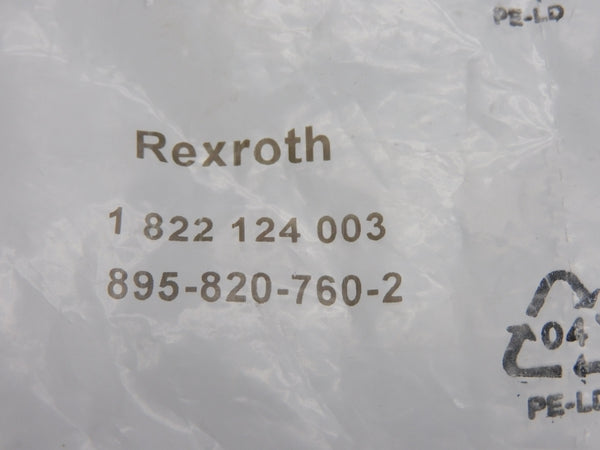 PE-LD
Rexroth
1 822 124 003
895-820-760-2
04
PE-LD